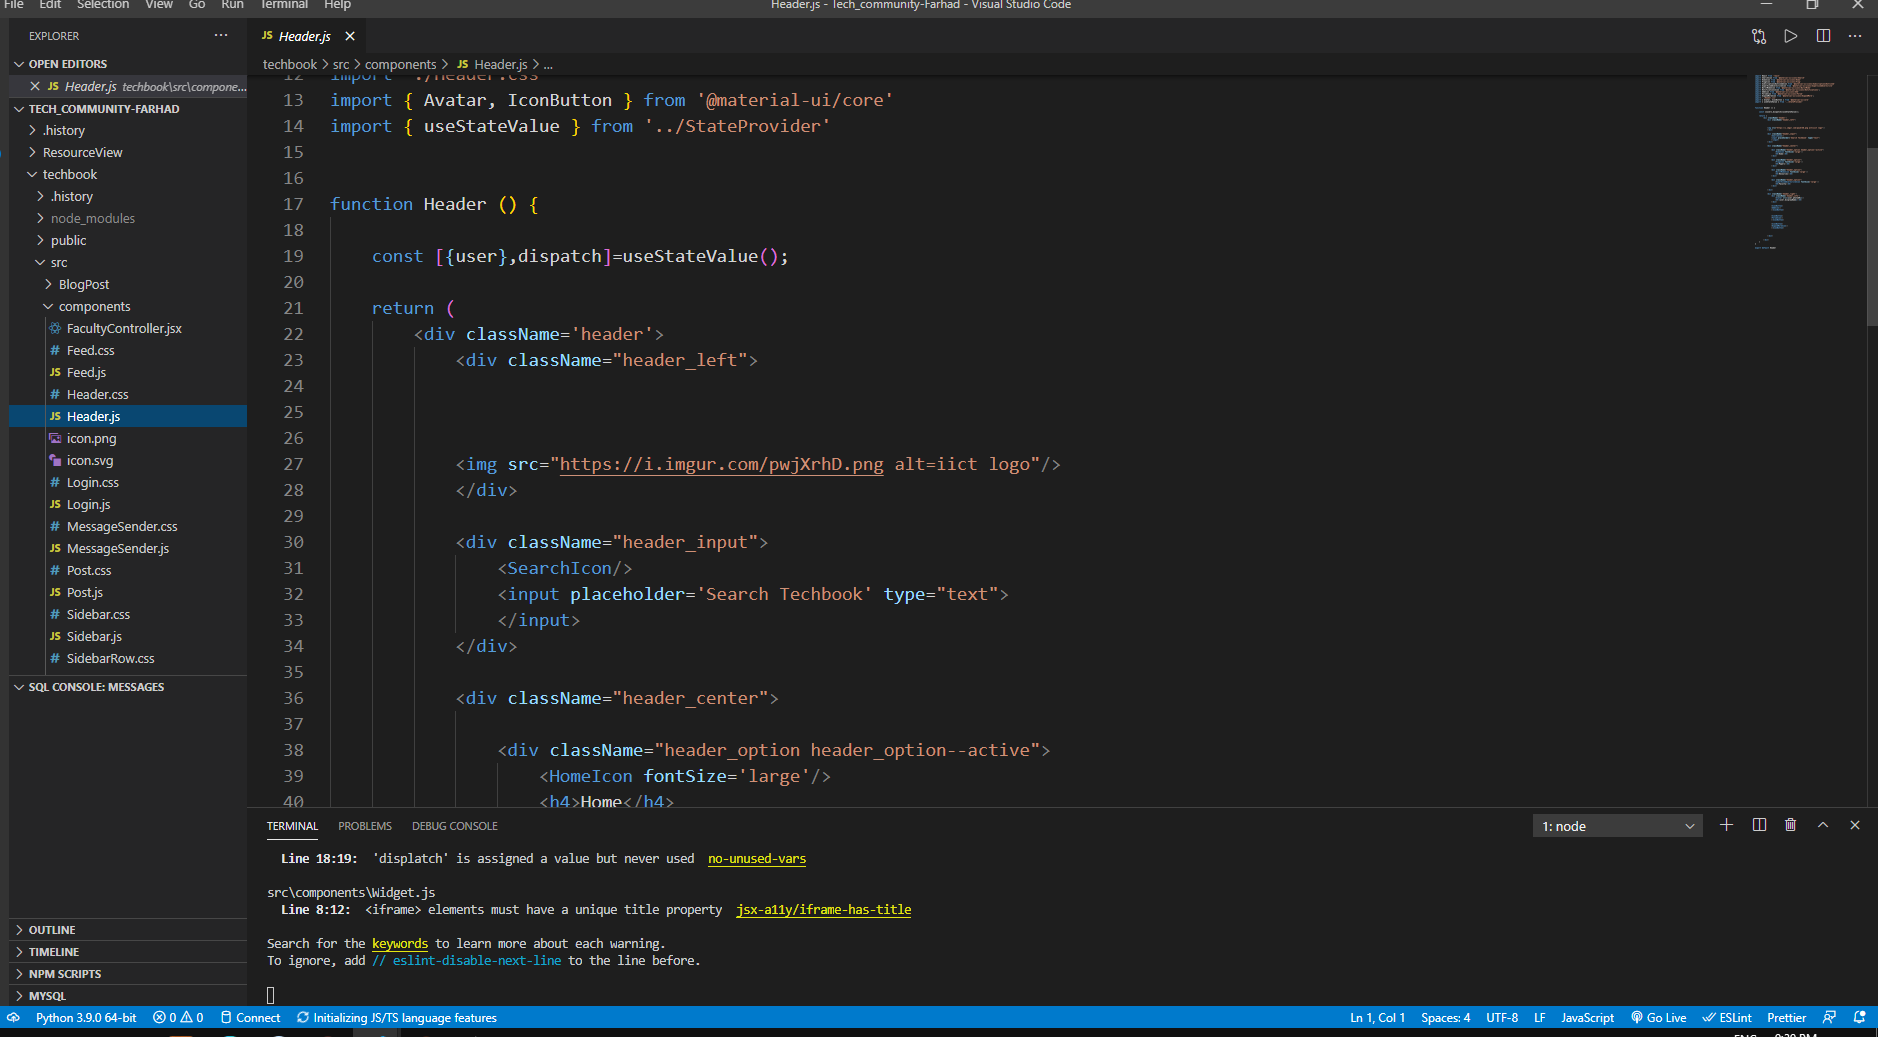 File Edit Selection View Go Run Terminal Help
Header.js - Tech_community-Farhad - Visual Studio Code
EXPLORER ...
OPEN EDITORS
JS Header.js techbook\src\compone...
TECH_COMMUNITY-FARHAD
.history
ResourceView
techbook
.history
node_modules
public
src
BlogPost
components
FacultyController.jsx
# Feed.css
JS Feed.js
# Header.css
JS Header.js
icon.png
icon.svg
# Login.css
JS Login.js
# MessageSender.css
JS MessageSender.js
# Post.css
JS Post.js
# Sidebar.css
JS Sidebar.js
# SidebarRow.css
SQL CONSOLE: MESSAGES
OUTLINE
TIMELINE
NPM SCRIPTS
MYSQL
JS Header.js
techbook > src > components > JS Header.js > ...
12 import './Header.css'
13 import { Avatar, IconButton } from '@material-ui/core'
14 import { useStateValue } from '../StateProvider'
15
16
17 function Header () {
18
19 const [{user},dispatch]=useStateValue();
20
21 return (
22 <div className='header'>
23 <div className="header_left">
24
25
26
27 <img src="https://i.imgur.com/pwjXrhD.png alt=iict logo"/>
28 </div>
29
30 <div className="header_input">
31 <SearchIcon/>
32 <input placeholder='Search Techbook' type="text">
33 </input>
34 </div>
35
36 <div className="header_center">
37
38 <div className="header_option header_option--active">
39 <HomeIcon fontSize='large'/>
40 <h4>Home</h4>
TERMINAL PROBLEMS DEBUG CONSOLE
1: node
Line 18:19: 'displatch' is assigned a value but never used no-unused-vars
src\components\Widget.js
Line 8:12: <iframe> elements must have a unique title property jsx-a11y/iframe-has-title
Search for the keywords to learn more about each warning.
To ignore, add // eslint-disable-next-line to the line before.
Python 3.9.0 64-bit 0 0 Connect Initializing JS/TS language features
Ln 1, Col 1 Spaces: 4 UTF-8 LF JavaScript Go Live ESLint Prettier